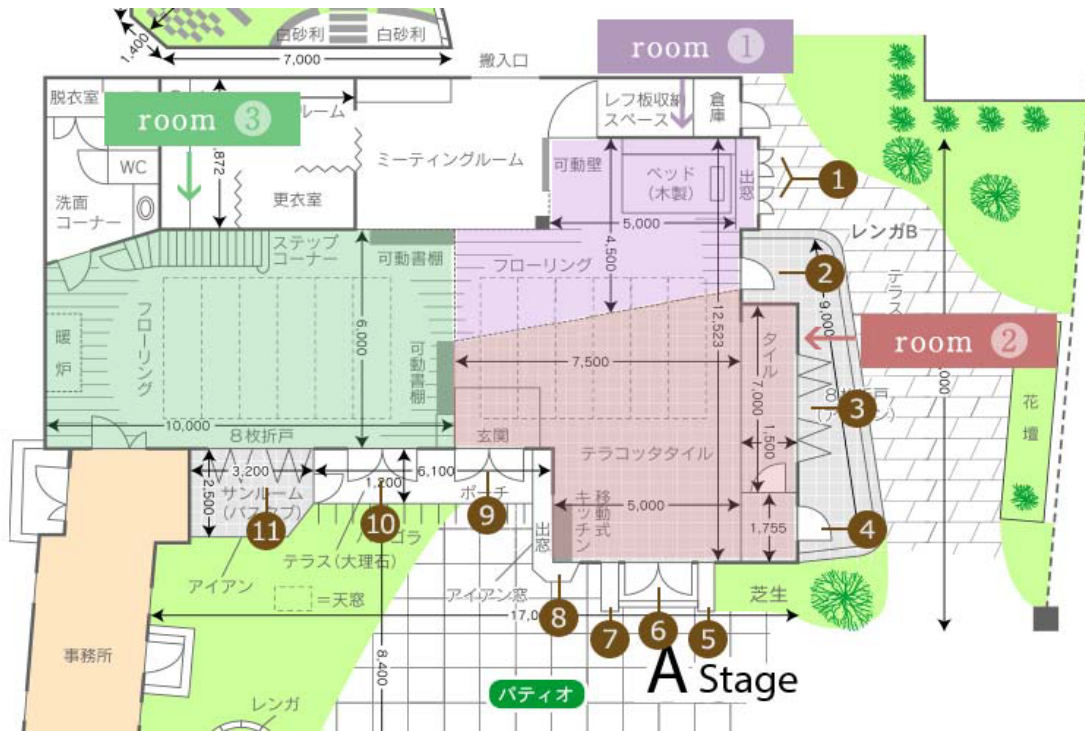 1,400
白砂利
白砂利
7,000
搬入口
room 1
脱衣室
room 3
ルーム
レフ板収納
スペース
倉庫
WC
,872
ミーティングルーム
可動壁
ベッド
(木製)
出窓
1
洗面
コーナー
更衣室
5,000
レンガB
ステップ
コーナー
可動書棚
フローリング
4,500
2
テラス
フローリング
9,000
暖炉
6,000
可動書棚
12,523
7,500
タイル
room 2
,000
7,000
8枚折戸
3
花壇
10,000
8枚折戸
玄関
テラコッタタイル
1,500
3,200
6,100
1,200
ポーチ
2,500
サンルーム
(バスタブ)
11
10
9
5,000
移動式
キッチン
1,755
4
ゴラ
テラス(大理石)
出窓
アイアン
=天窓
アイアン窓
8
7
6
5
芝生
17,0
事務所
8,400
A Stage
パティオ
レンガ